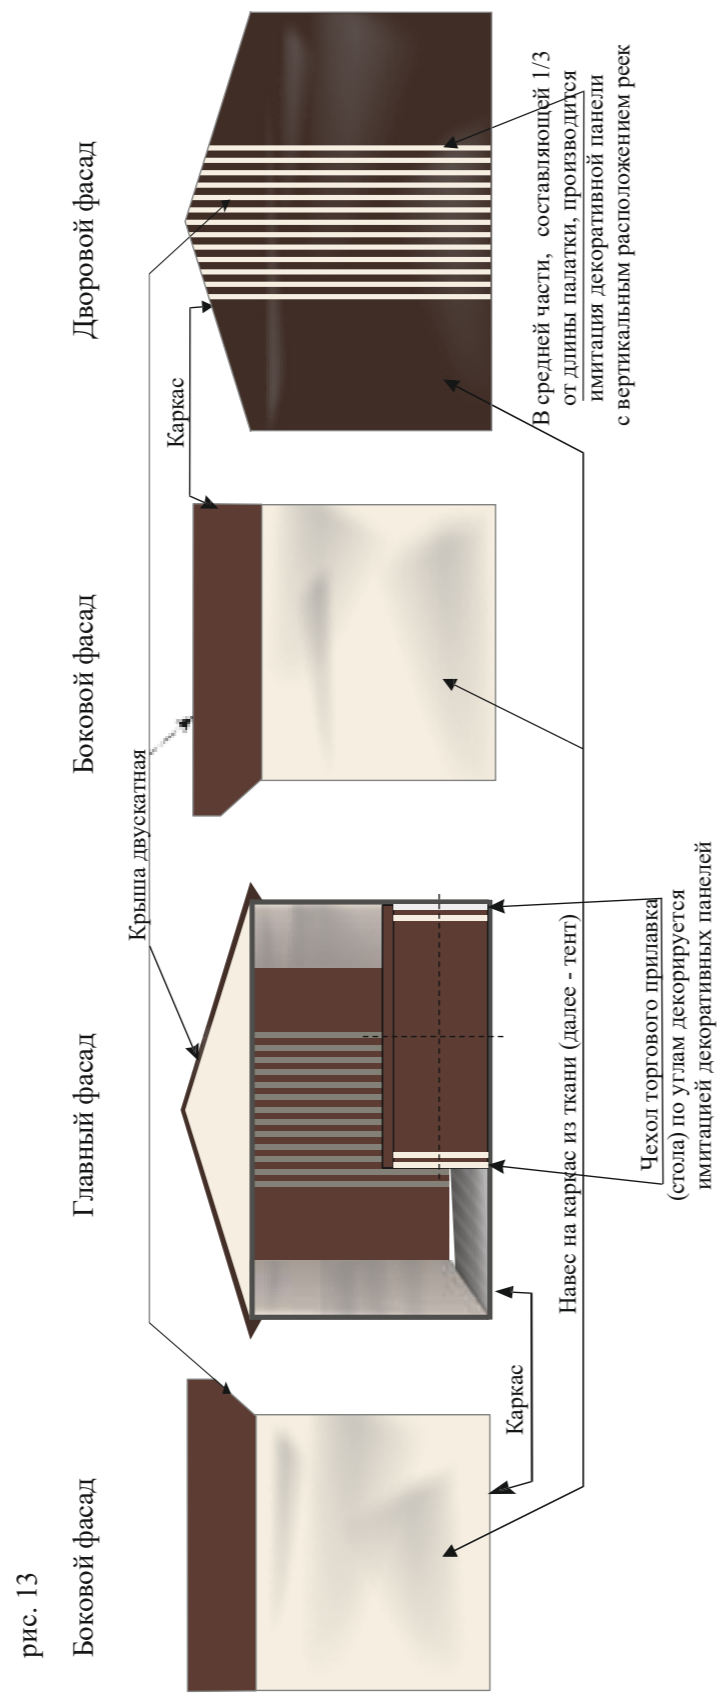 рис. 13
Боковой фасад
Главный фасад
Боковой фасад
Дворовой фасад
Крыша двускатная
Каркас
Каркас
Навес на каркас из ткани (далее - тент)
В средней части, составляющей 1/3
от длины палатки, производится
имитация декоративной панели
с вертикальным расположением реек
Чехол торгового прилавка
(стола) по углам декорируется
имитацией декоративных панелей